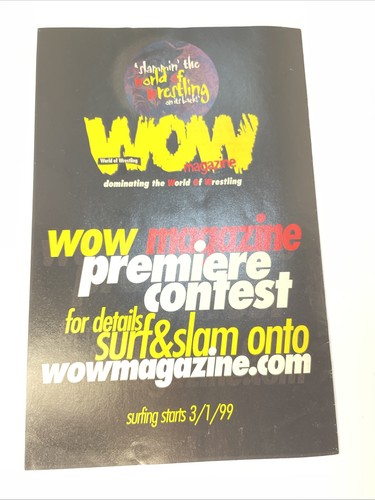 'slammin' the
World of
Wrestling
on its back'
WOW
World of Wrestling
magazine
dominating the World Of Wrestling
wow magazine
premiere
contest
for details
surf&slam onto
wowmagazine.com
surfing starts 3/1/99